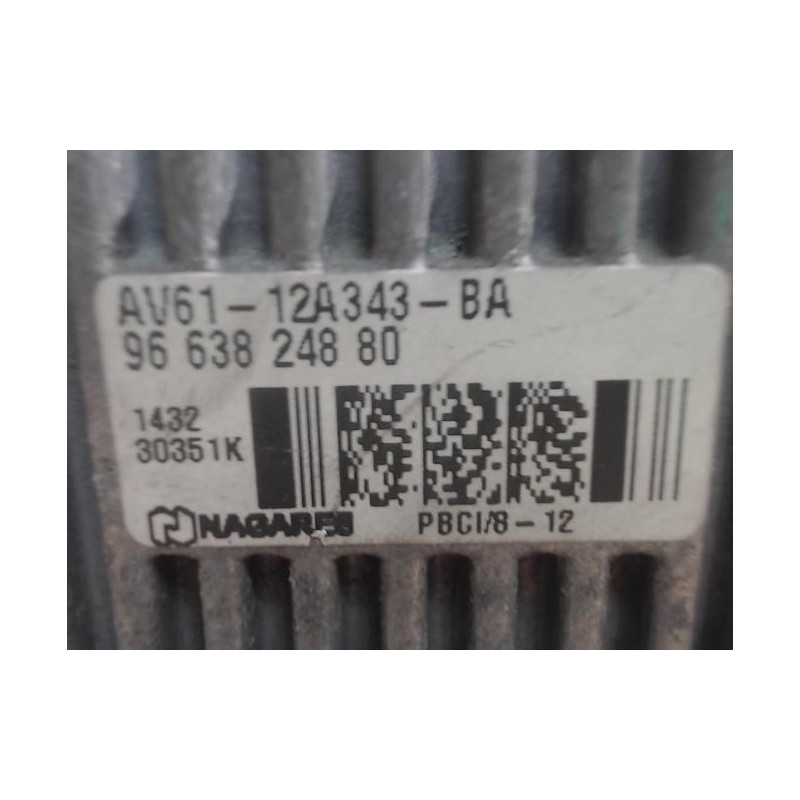 AV61-12A343-BA
96 638 248 80
1432
30351K
NAGARES PBCI/8-12